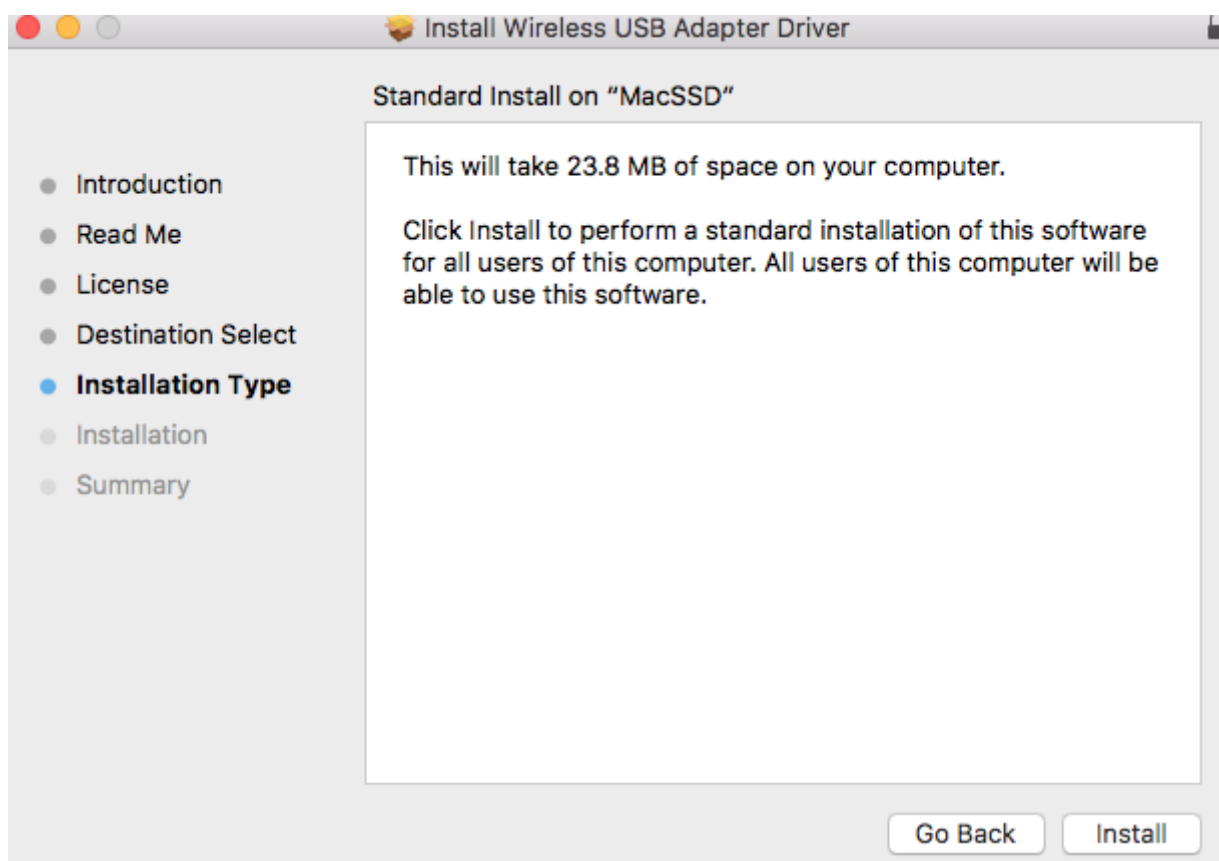 Install Wireless USB Adapter Driver
Standard Install on “MacSSD”
Introduction
Read Me
License
Destination Select
Installation Type
Installation
Summary
This will take 23.8 MB of space on your computer.
Click Install to perform a standard installation of this software
for all users of this computer. All users of this computer will be
able to use this software.
Go Back
Install